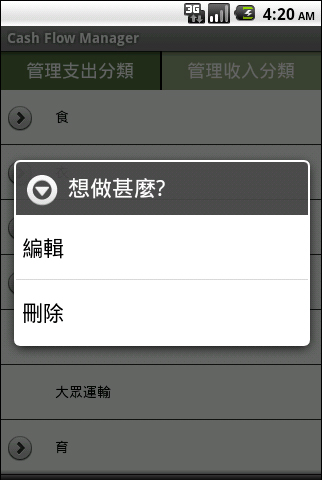 3G 4:20 AM
Cash Flow Manager
管理支出分類 管理收入分類
食
想做甚麼?
編輯
刪除
大眾運輸
育